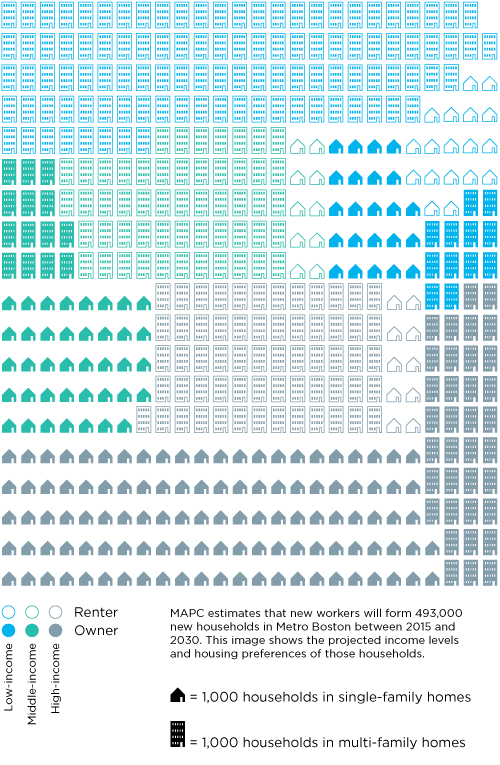 Renter
Owner
Low-income
Middle-income
High-income
MAPC estimates that new workers will form 493,000
new households in Metro Boston between 2015 and
2030. This image shows the projected income levels
and housing preferences of those households.
= 1,000 households in single-family homes
= 1,000 households in multi-family homes